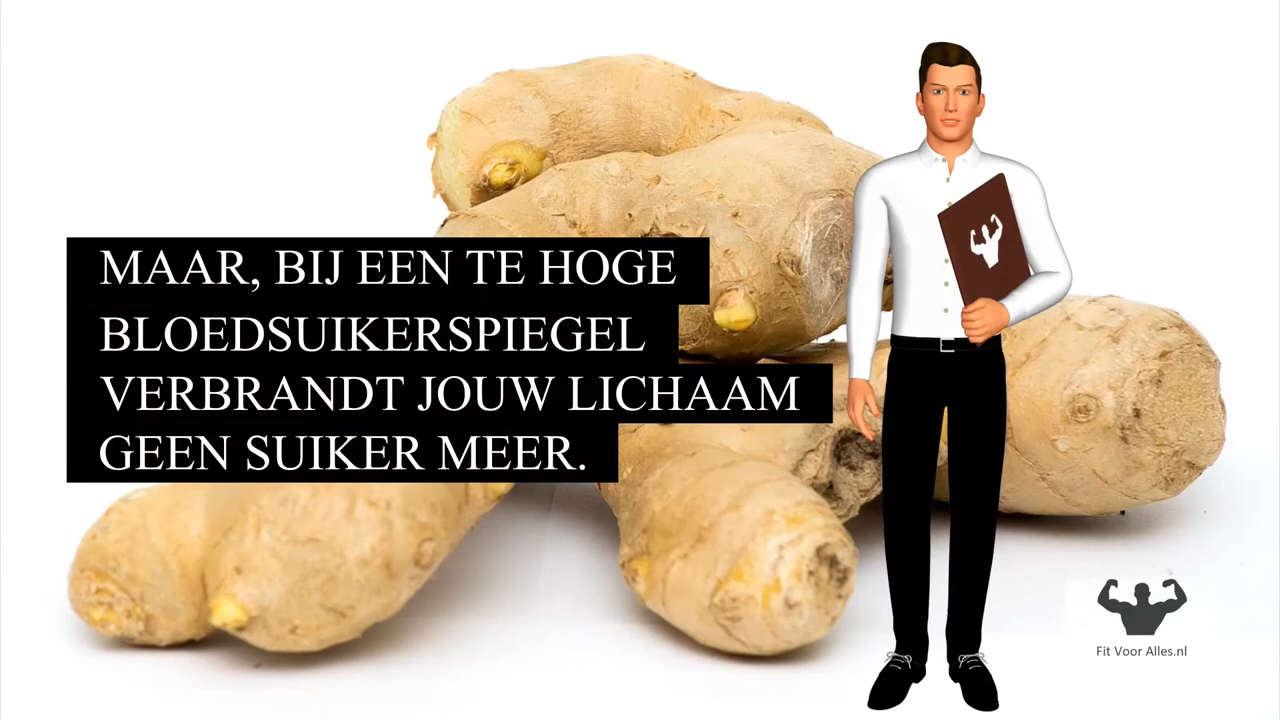 MAAR, BIJ EEN TE HOGE
BLOEDSUIKERSPIEGEL
VERBRANDT JOUW LICHAAM
GEEN SUIKER MEER.
Fit Voor Alles.nl